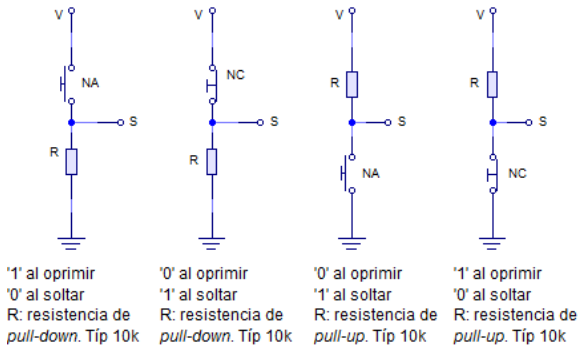 V
NA
S
R
'1' al oprimir
'0' al soltar
R: resistencia de
pull-down. Típ 10k
V
NC
S
R
'0' al oprimir
'1' al soltar
R: resistencia de
pull-down. Típ 10k
V
R
S
NA
'0' al oprimir
'1' al soltar
R: resistencia de
pull-up. Típ 10k
V
R
S
NC
'1' al oprimir
'0' al soltar
R: resistencia de
pull-up. Típ 10k